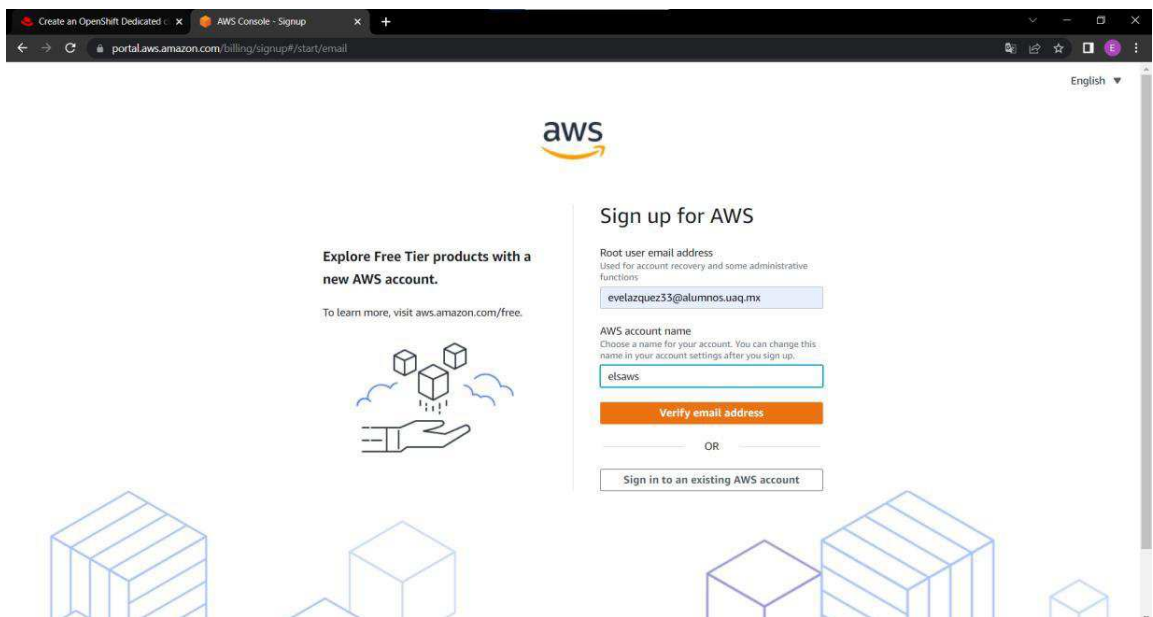 Create an OpenShift Dedicated c
AWS Console - Signup
portal.aws.amazon.com/billing/signup#/start/email
E
English
aws
Sign up for AWS
Explore Free Tier products with a
new AWS account.
To learn more, visit aws.amazon.com/free.
Root user email address
Used for account recovery and some administrative
functions
evelazquez33@alumnos.uaq.mx
AWS account name
Choose a name for your account. You can change this
name in your account settings after you sign up.
elsaws
Verify email address
OR
Sign in to an existing AWS account